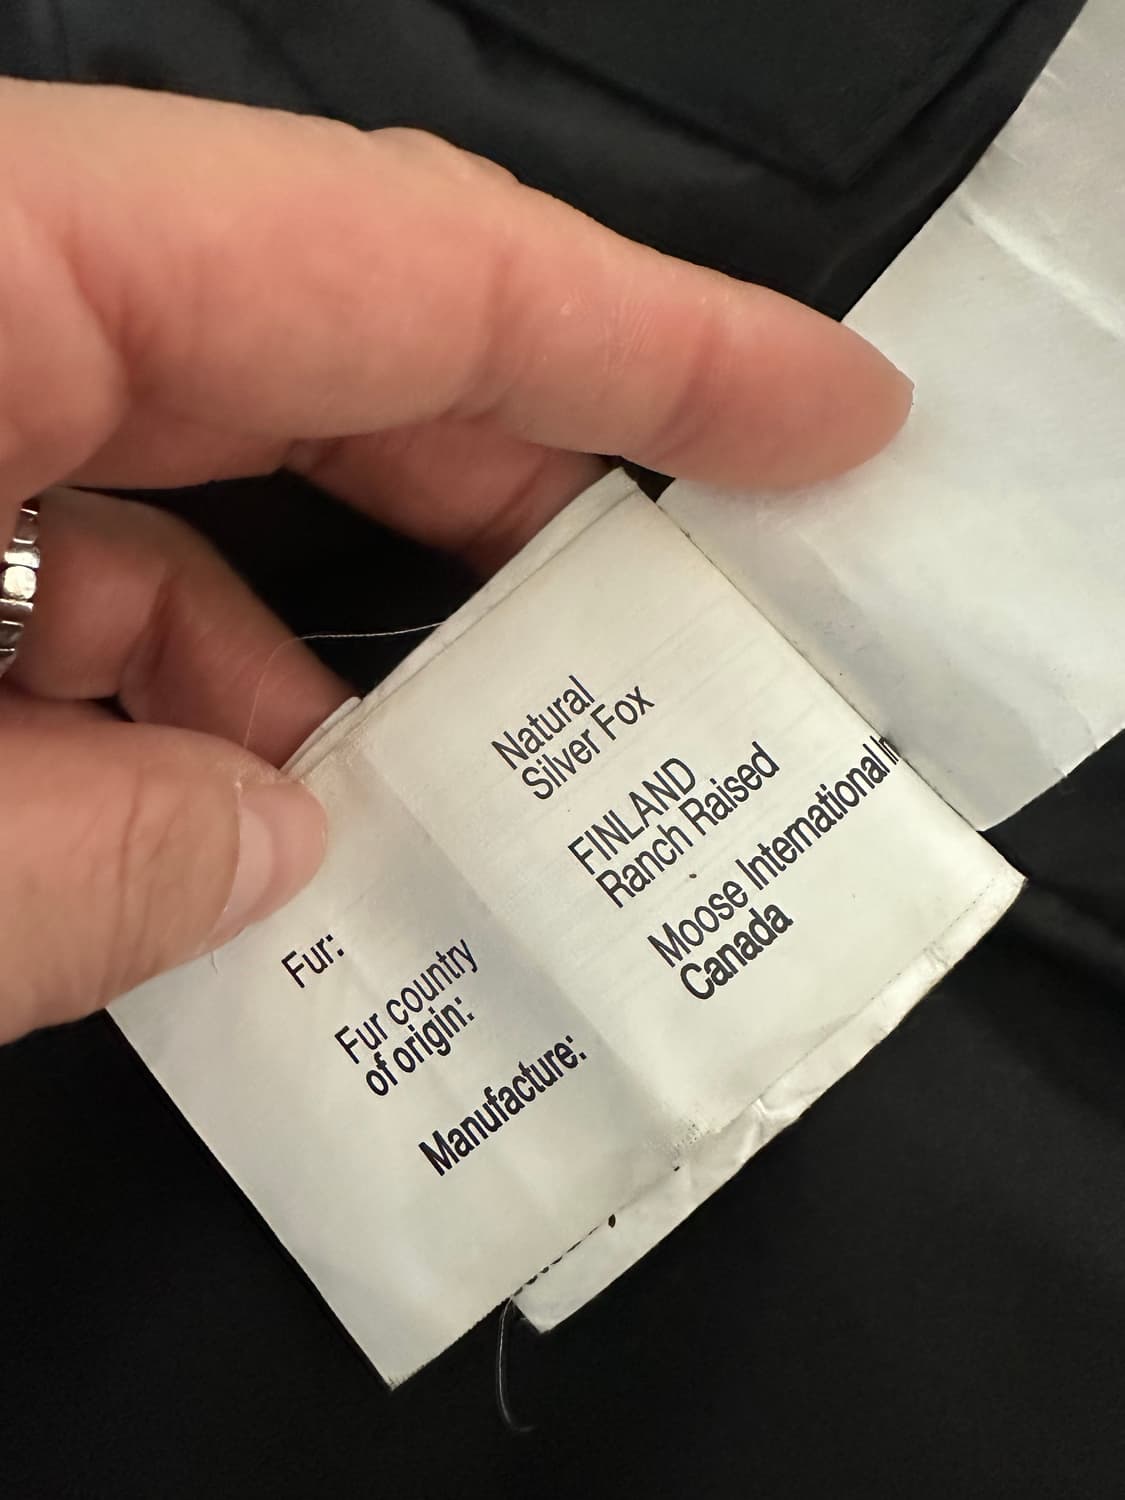 Fur:
Natural
Silver Fox
Fur country
of origin:
FINLAND
Ranch Raised
Manufacture:
Moose International
Canada